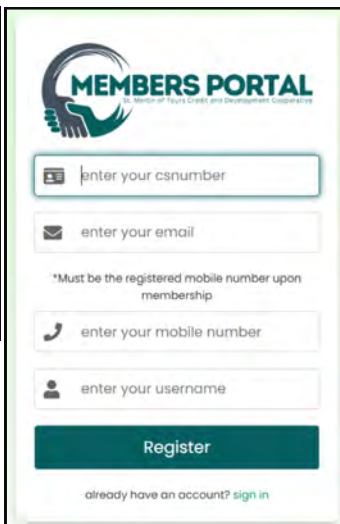 MEMBERS PORTAL
St. Martin of Tours Credit and Development Cooperative
enter your csnumber
enter your email
*Must be the registered mobile number upon
membership
enter your mobile number
enter your username
Register
already have an account? sign in